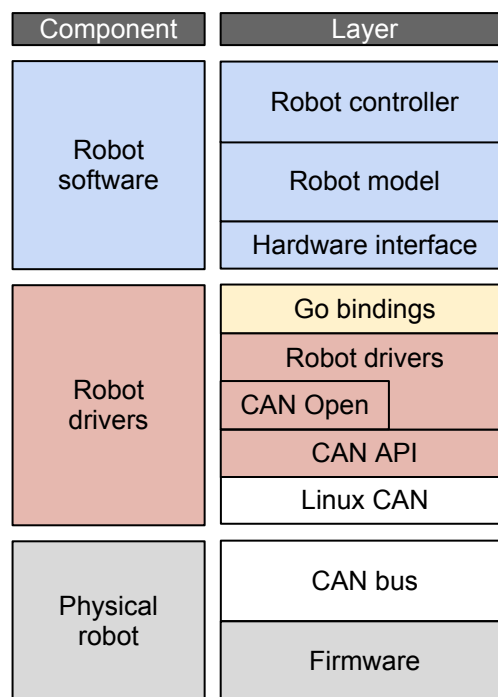 Component
Layer
Robot
software
Robot controller
Robot model
Hardware interface
Robot
drivers
Go bindings
Robot drivers
CAN Open
CAN API
Linux CAN
Physical
robot
CAN bus
Firmware